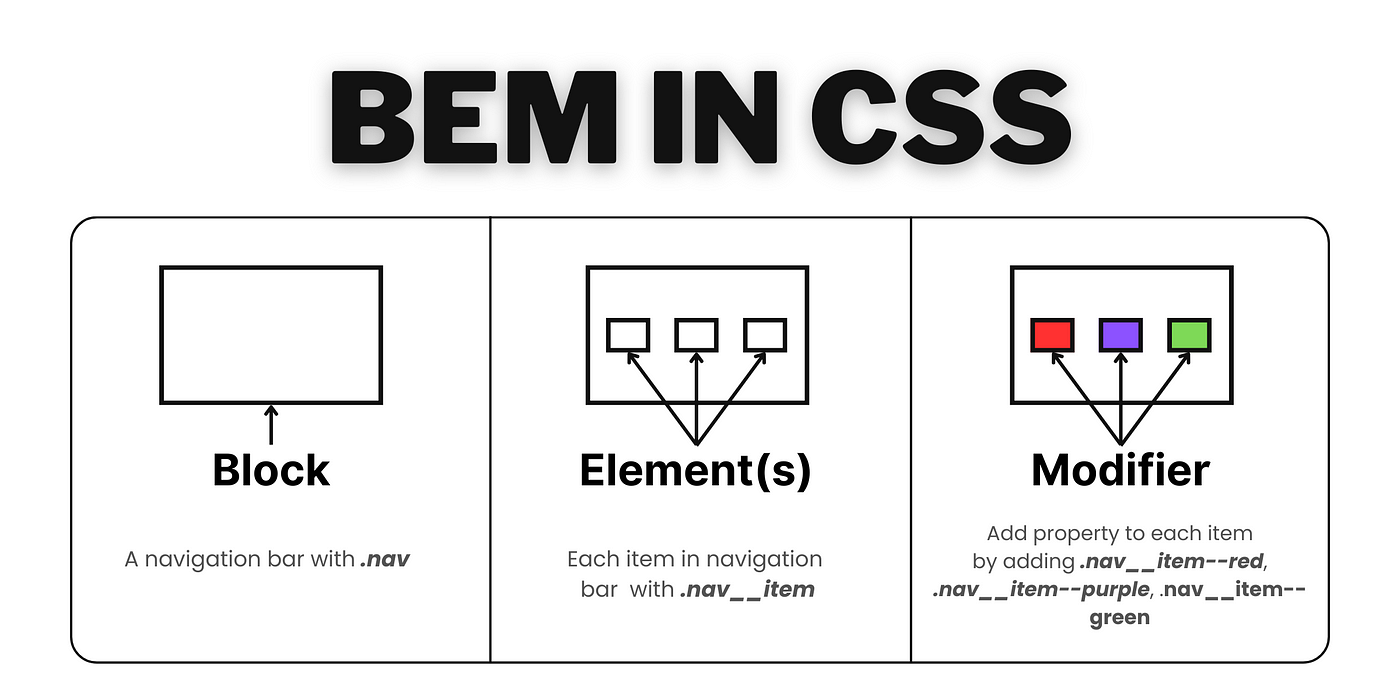 BEM IN CSS
Block
A navigation bar with .nav
Element(s)
Each item in navigation
bar with .nav__item
Modifier
Add property to each item
by adding .nav__item--red,
.nav__item--purple, .nav__item--
green